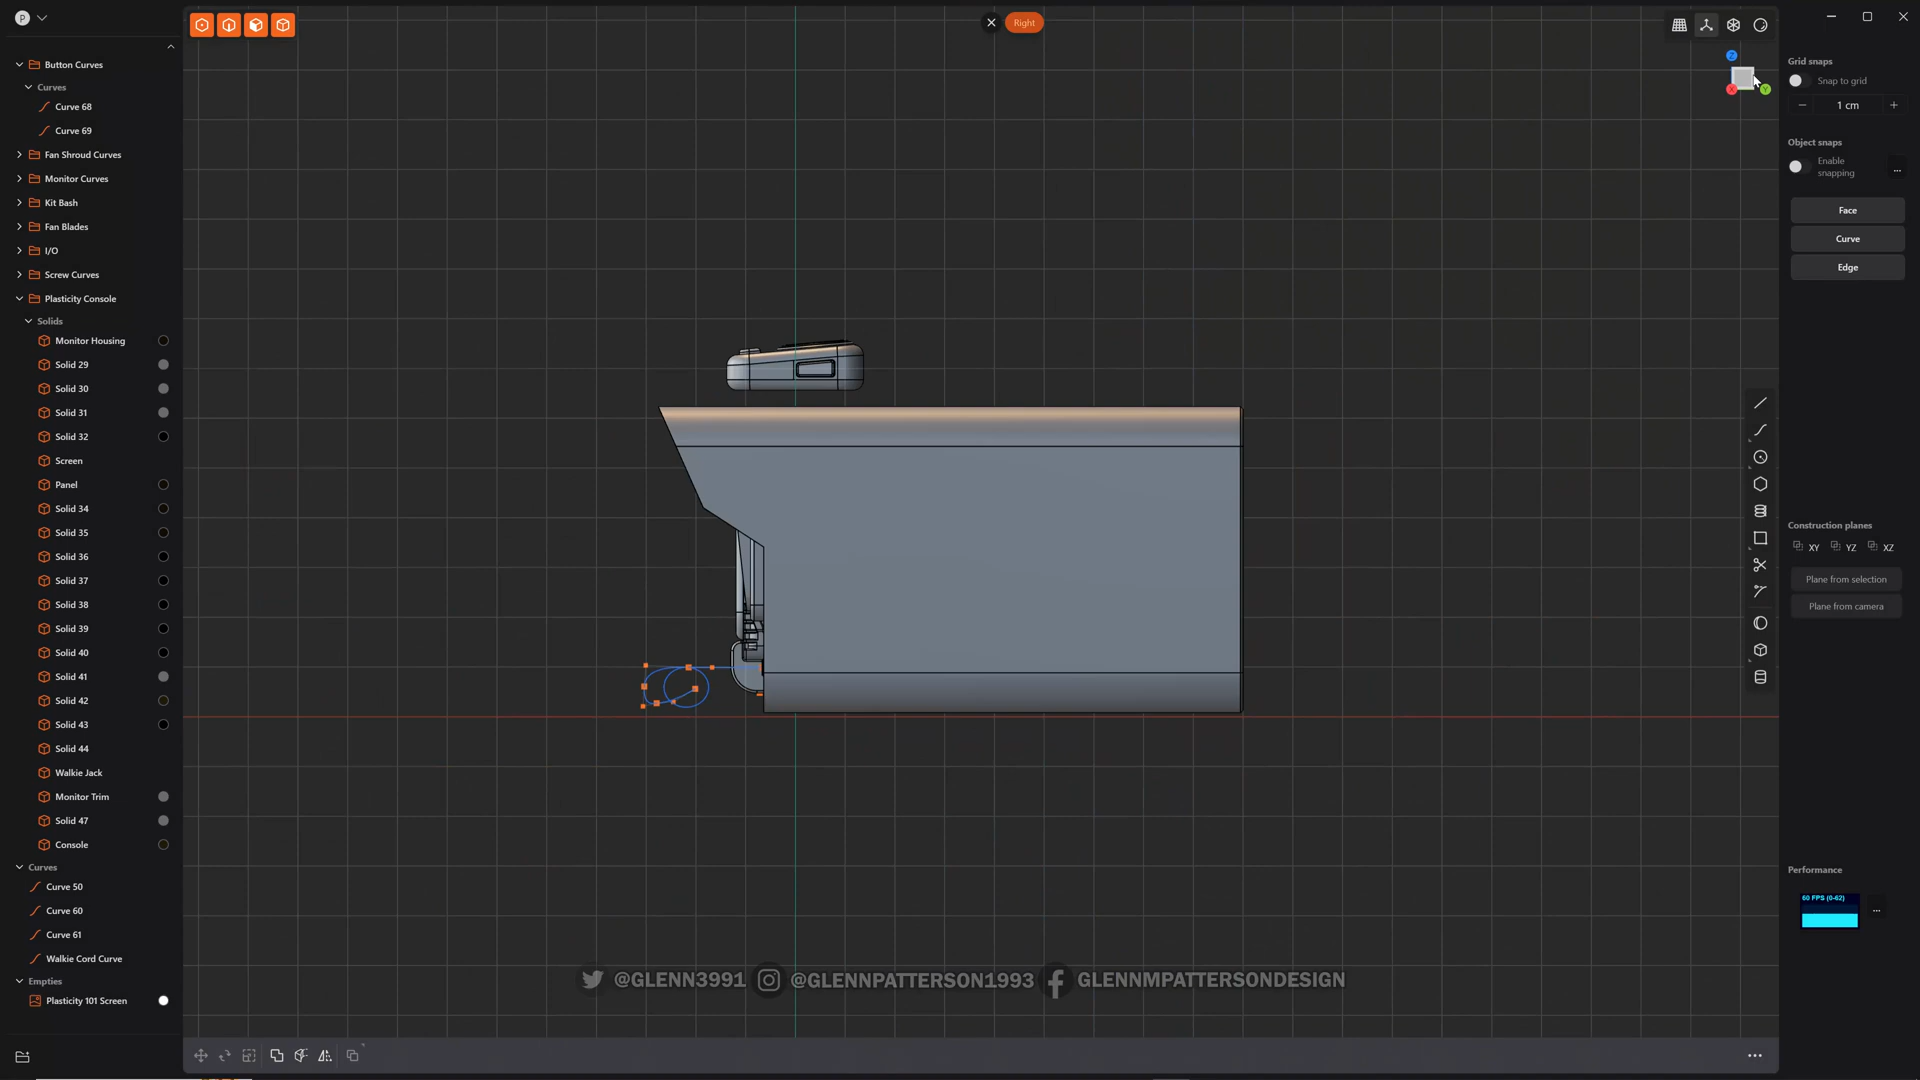 P
Button Curves
Curves
Curve 68
Curve 69
Fan Shroud Curves
Monitor Curves
Kit Bash
Fan Blades
I/O
Screw Curves
Plasticity Console
Solids
Monitor Housing
Solid 29
Solid 30
Solid 31
Solid 32
Screen
Panel
Solid 34
Solid 35
Solid 36
Solid 37
Solid 38
Solid 39
Solid 40
Solid 41
Solid 42
Solid 43
Solid 44
Walkie Jack
Monitor Trim
Solid 47
Console
Curves
Curve 50
Curve 60
Curve 61
Walkie Cord Curve
Empties
Plasticity 101 Screen
Right
Z
X
Y
@GLENN3991 @GLENNPATTERSON1993 GLENNMPATTERSONDESIGN
Grid snaps
Snap to grid
1 cm
Object snaps
Enable
snapping
...
Face
Curve
Edge
Construction planes
XY YZ XZ
Plane from selection
Plane from camera
Performance
60 FPS (0-62)
...